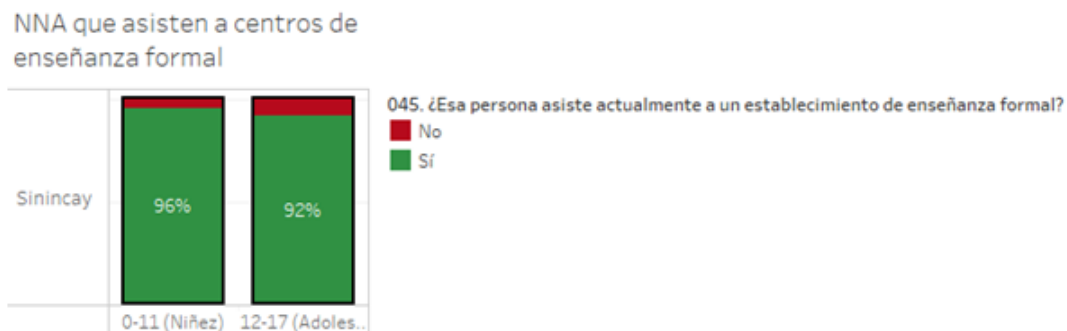 NNA que asisten a centros de
enseñanza formal
045. ¿Esa persona asiste actualmente a un establecimiento de enseñanza formal?
No
Sí
Sinincay
96%
92%
0-11 (Niñez)
12-17 (Adoles..